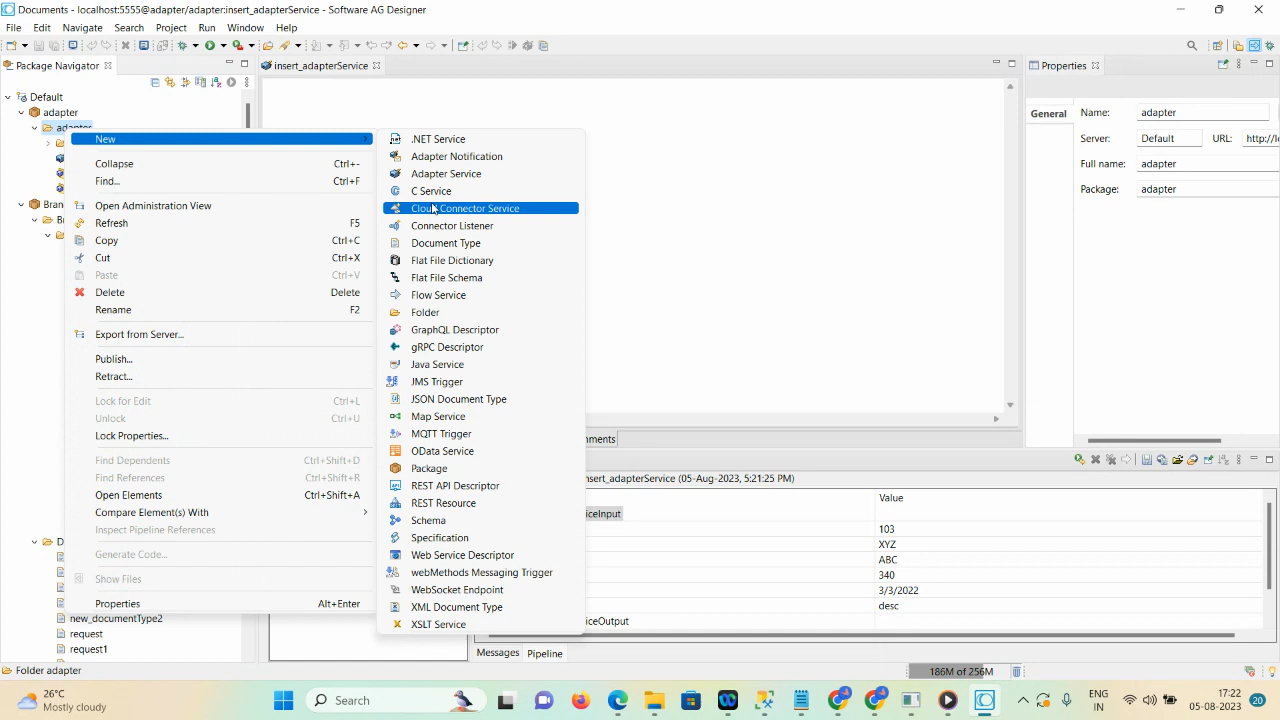 Documents - localhost:5555@adapter/adapter:insert_adapterService - Software AG Designer
File Edit Navigate Search Project Run Window Help
Package Navigator
insert_adapterService
Properties
Default
adapter
adapter
Bran
D
new_documentType2
request
request1
New
Collapse Ctrl+-
Find... Ctrl+F
Open Administration View
Refresh F5
Copy Ctrl+C
Cut Ctrl+X
Paste Ctrl+V
Delete Delete
Rename F2
Export from Server...
Publish...
Retract...
Lock for Edit Ctrl+L
Unlock Ctrl+U
Lock Properties...
Find Dependents Ctrl+Shift+D
Find References Ctrl+Shift+R
Open Elements Ctrl+Shift+A
Compare Element(s) With
Inspect Pipeline References
Generate Code...
Show Files
Properties Alt+Enter
.NET Service
Adapter Notification
Adapter Service
C Service
Cloud Connector Service
Connector Listener
Document Type
Flat File Dictionary
Flat File Schema
Flow Service
Folder
GraphQL Descriptor
gRPC Descriptor
Java Service
JMS Trigger
JSON Document Type
Map Service
MQTT Trigger
OData Service
Package
REST API Descriptor
REST Resource
Schema
Specification
Web Service Descriptor
webMethods Messaging Trigger
WebSocket Endpoint
XML Document Type
XSLT Service
General
Name: adapter
Server: Default URL: http://l
Full name: adapter
Package: adapter
mments
nsert_adapterService (05-Aug-2023, 5:21:25 PM)
Value
iceInput
103
XYZ
ABC
340
3/3/2022
desc
iceOutput
Messages Pipeline
Folder adapter
186M of 256M
26°C
Mostly cloudy
Search
ENG
IN
17:22
05-08-2023
20